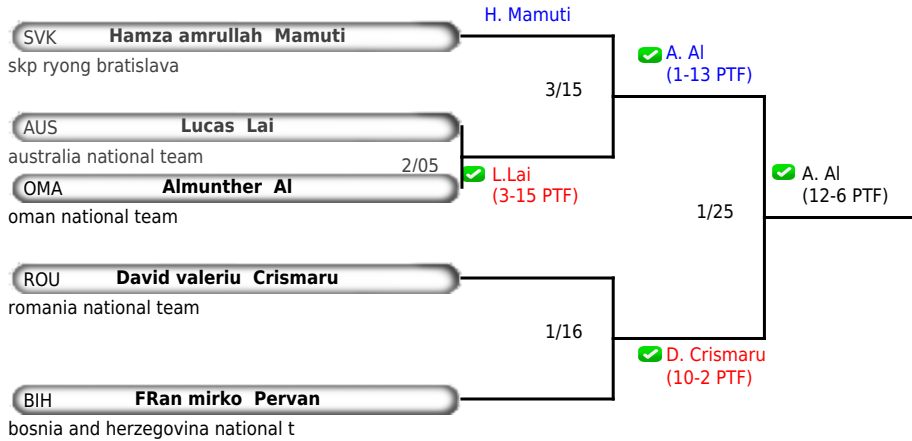 H. Mamuti
SVK Hamza amrullah Mamuti
skp ryong bratislava
A. Al
(1-13 PTF)
3/15
AUS Lucas Lai
australia national team
2/05
L.Lai
(3-15 PTF)
OMA Almunther Al
oman national team
A. Al
(12-6 PTF)
1/25
ROU David valeriu Crismaru
romania national team
1/16
D. Crismaru
(10-2 PTF)
BIH FRan mirko Pervan
bosnia and herzegovina national t